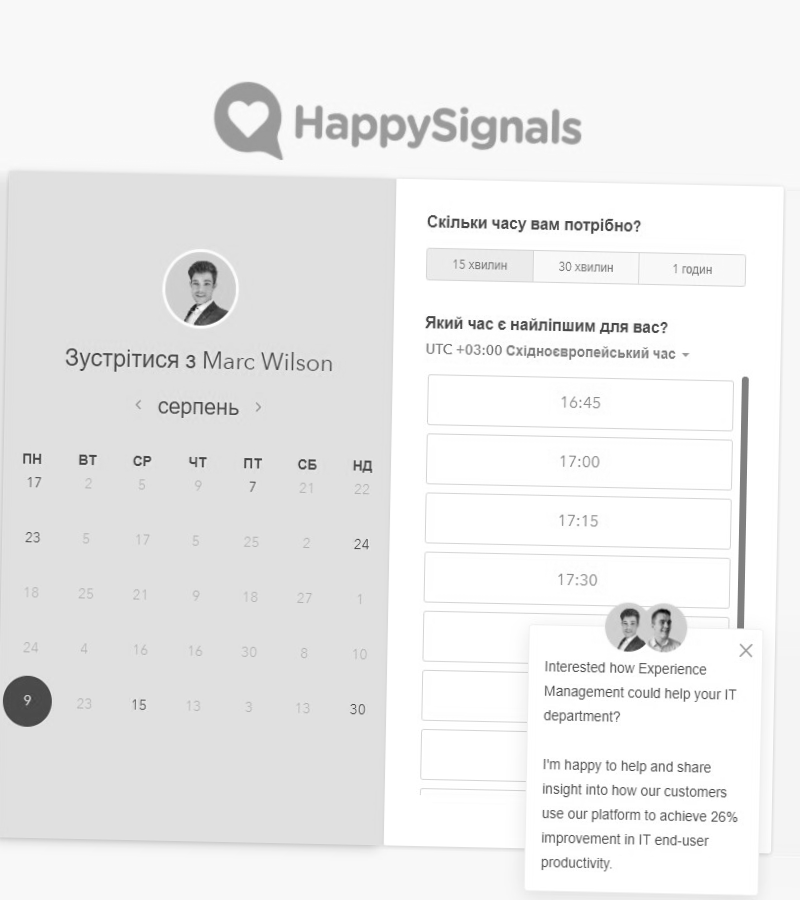 HappySignals
Зустрітися з Marc Wilson
серпень
ПН ВТ СР ЧТ ПТ СБ НД
17 2 5 9 7 21 22
23 5 17 5 25 2 24
18 25 21 9 18 27 1
24 4 16 16 30 8 10
9 23 15 13 3 13 30
Скільки часу вам потрібно?
15 хвилин 30 хвилин 1 годин
Який час є найліпшим для вас?
UTC +03:00 Східноєвропейський час
16:45
17:00
17:15
17:30
Interested how Experience
Management could help your IT
department?
I'm happy to help and share
insight into how our customers
use our platform to achieve 26%
improvement in IT end-user
productivity.